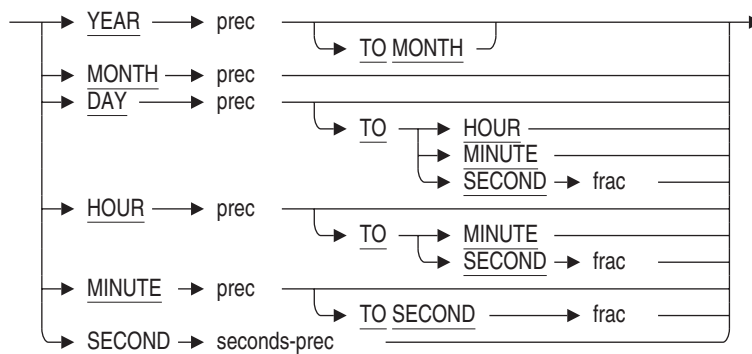 YEAR prec
TO MONTH
MONTH prec
DAY prec
TO HOUR
MINUTE
SECOND frac
HOUR prec
TO MINUTE
SECOND frac
MINUTE prec
TO SECOND frac
SECOND seconds-prec